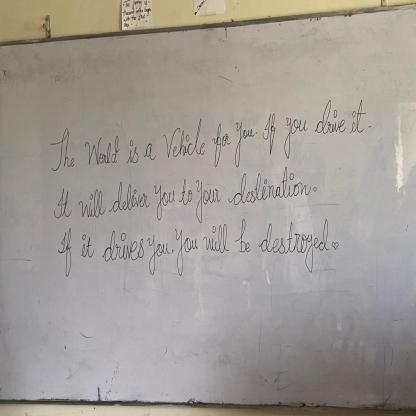 The World is a Vehicle for you. If you drive it.
It will deliver you to your destination.
If it drives you, you will be destroyed.